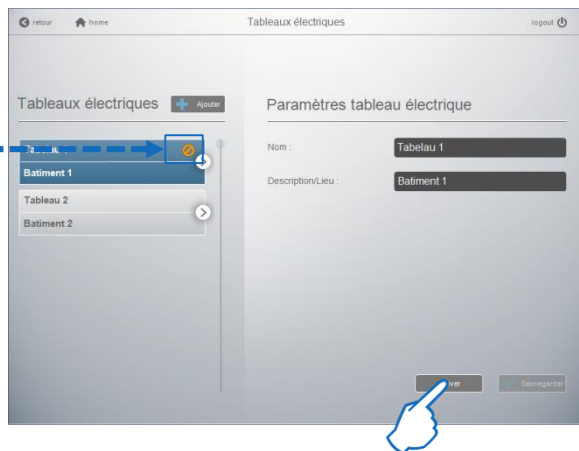 retour home Tableaux électriques logout
Tableaux électriques Ajouter
Batiment 1
Tableau 2
Batiment 2
Paramètres tableau électrique
Nom : Tabelau 1
Description/Lieu : Batiment 1
Sauvegarder